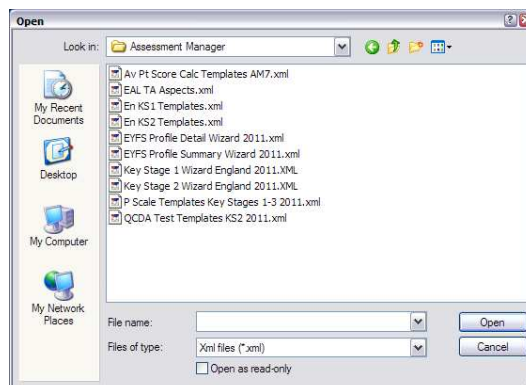 Open
Look in:
Assessment Manager
Av Pt Score Calc Templates AM7.xml
EAL TA Aspects.xml
En KS1 Templates.xml
En KS2 Templates.xml
EYFS Profile Detail Wizard 2011.xml
EYFS Profile Summary Wizard 2011.xml
Key Stage 1 Wizard England 2011.XML
Key Stage 2 Wizard England 2011.XML
P Scale Templates Key Stages 1-3 2011.xml
QCDA Test Templates KS2 2011.xml
My Recent
Documents
Desktop
My Computer
My Network
Places
File name:
Open
Files of type:
Xml files (*.xml)
Cancel
Open as read-only